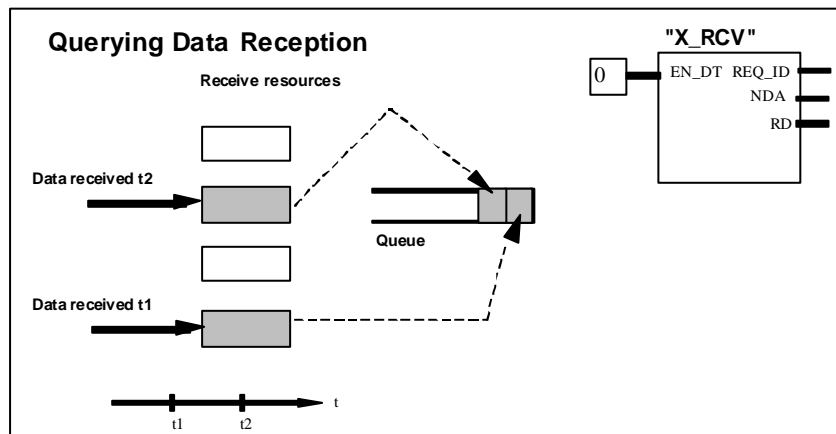 Querying Data Reception
"X_RCV"
Receive resources
0
EN_DT REQ_ID
NDA
RD
Data received t2
Queue
Data received t1
t
t1 t2